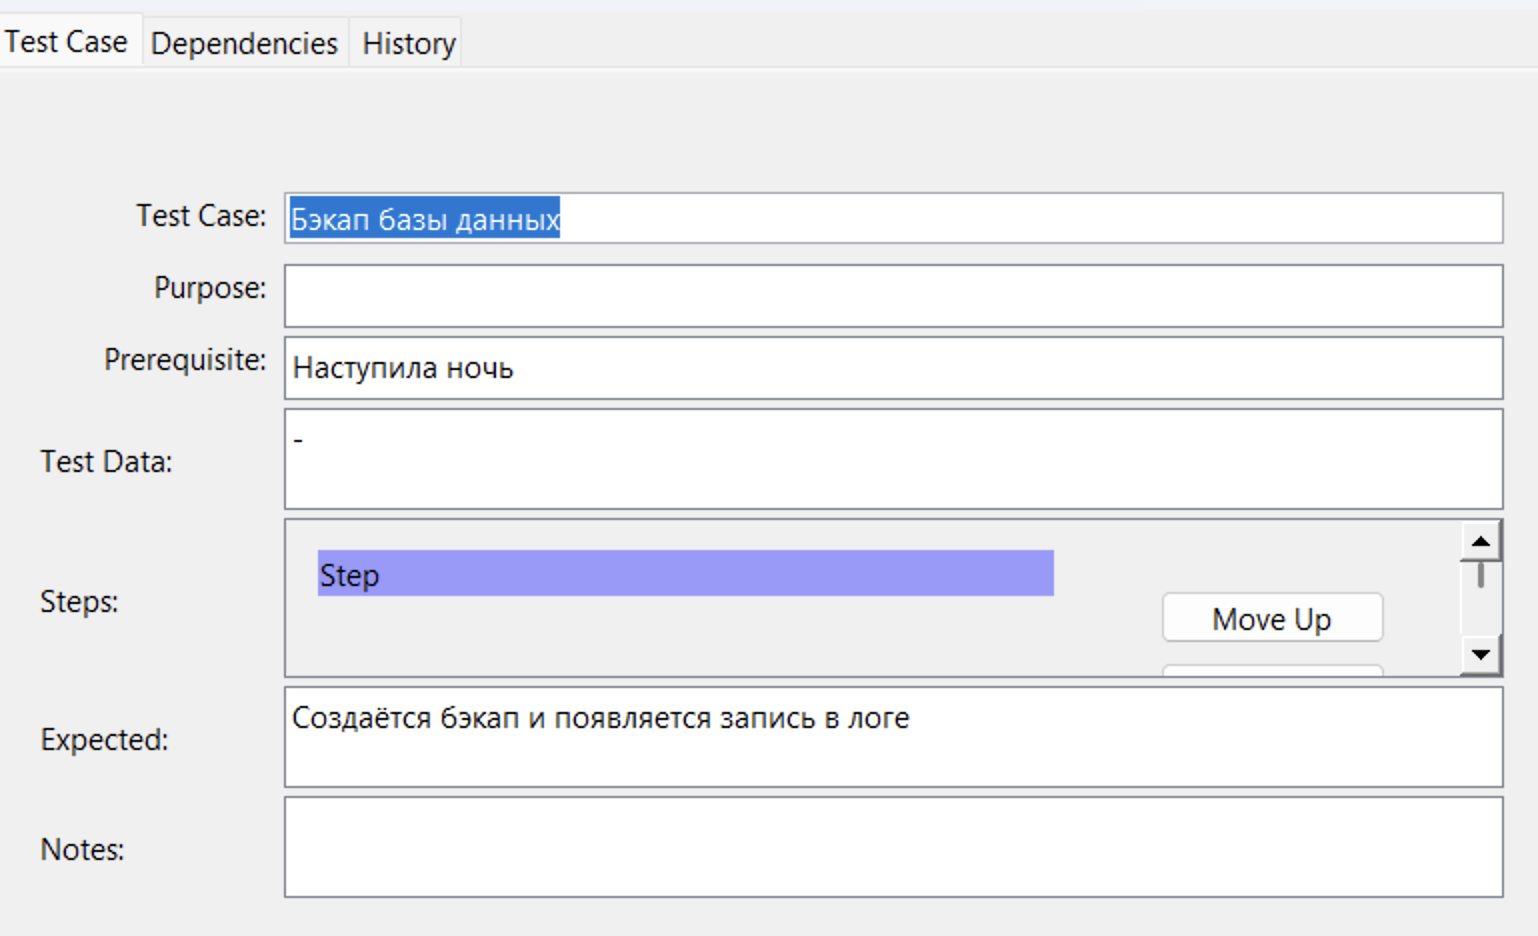 Test Case Dependencies History
Test Case: Бэкап базы данных
Purpose:
Prerequisite: Наступила ночь
Test Data: -
Steps: Step
Move Up
Expected: Создаётся бэкап и появляется запись в логе
Notes: